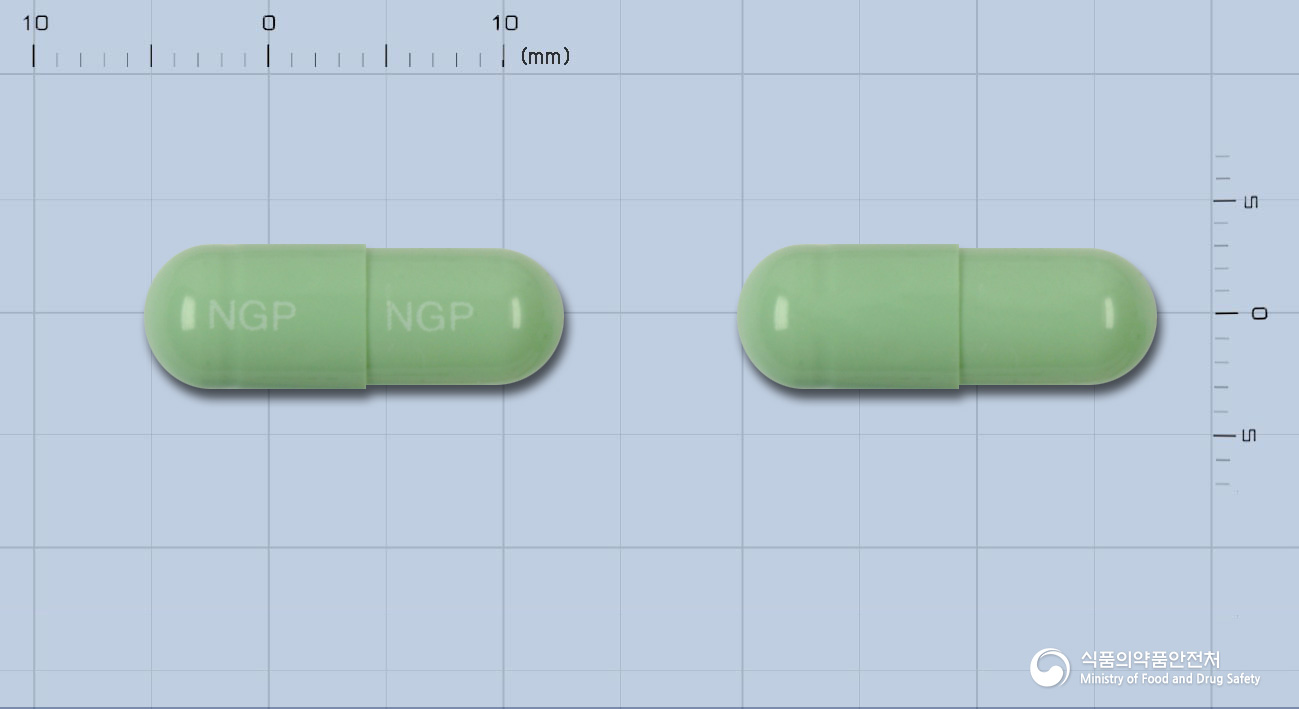 10 0 10 (mm)
NGP NGP
5
0
5
식품의약품안전처
Ministry of Food and Drug Safety